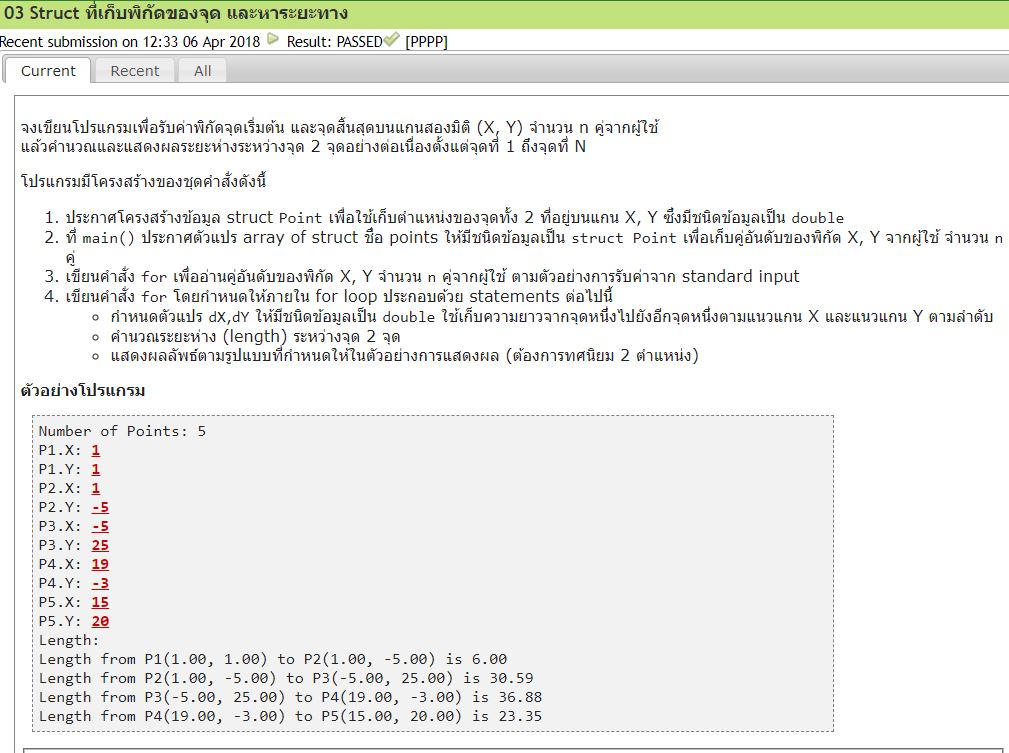 03 Struct ที่เก็บพิกัดของจุด และหาระยะทาง
Recent submission on 12:33 06 Apr 2018 Result: PASSED [PPPP]
Current Recent All
จงเขียนโปรแกรมเพื่อรับค่าพิกัดจุดเริ่มต้น และจุดสิ้นสุดบนแกนสองมิติ (X, Y) จำนวน n คู่จากผู้ใช้
แล้วคำนวณและแสดงผลระยะห่างระหว่างจุด 2 จุดอย่างต่อเนื่องตั้งแต่จุดที่ 1 ถึงจุดที่ N
โปรแกรมมีโครงสร้างของชุดคำสั่งดังนี้
1. ประกาศโครงสร้างข้อมูล struct Point เพื่อใช้เก็บตำแหน่งของจุดทั้ง 2 ที่อยู่บนแกน X, Y ซึ่งมีชนิดข้อมูลเป็น double
2. ที่ main() ประกาศตัวแปร array of struct ชื่อ points ให้มีชนิดข้อมูลเป็น struct Point เพื่อเก็บคู่อันดับของพิกัด X, Y จากผู้ใช้ จำนวน n
คู่
3. เขียนคำสั่ง for เพื่ออ่านคู่อันดับของพิกัด X, Y จำนวน n คู่จากผู้ใช้ ตามตัวอย่างการรับค่าจาก standard input
4. เขียนคำสั่ง for โดยกำหนดให้ภายใน for loop ประกอบด้วย statements ต่อไปนี้
กำหนดตัวแปร dX,dY ให้มีชนิดข้อมูลเป็น double ใช้เก็บความยาวจากจุดหนึ่งไปยังอีกจุดหนึ่งตามแนวแกน X และแนวแกน Y ตามลำดับ
คำนวณระยะห่าง (length) ระหว่างจุด 2 จุด
แสดงผลลัพธ์ตามรูปแบบที่กำหนดให้ในตัวอย่างการแสดงผล (ต้องการทศนิยม 2 ตำแหน่ง)
ตัวอย่างโปรแกรม
Number of Points: 5
P1.X: 1
P1.Y: 1
P2.X: 1
P2.Y: -5
P3.X: -5
P3.Y: 25
P4.X: 19
P4.Y: -3
P5.X: 15
P5.Y: 20
Length:
Length from P1(1.00, 1.00) to P2(1.00, -5.00) is 6.00
Length from P2(1.00, -5.00) to P3(-5.00, 25.00) is 30.59
Length from P3(-5.00, 25.00) to P4(19.00, -3.00) is 36.88
Length from P4(19.00, -3.00) to P5(15.00, 20.00) is 23.35